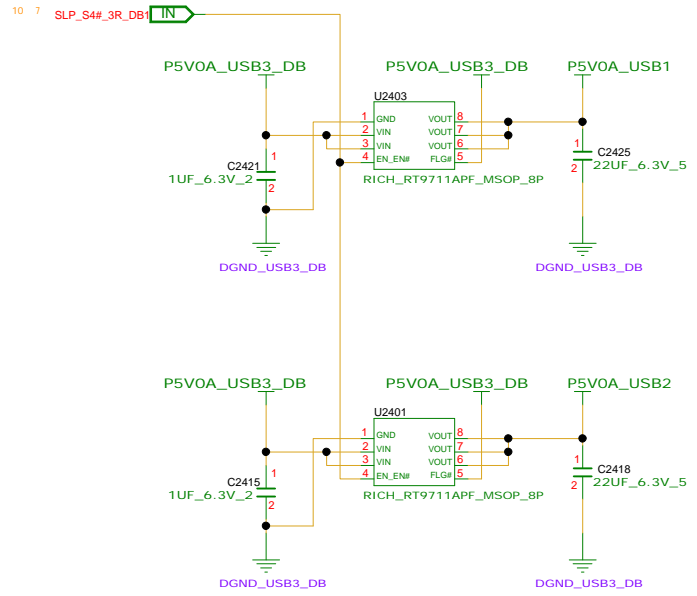 10 7 SLP_S4#_3R_DB1 IN
P5V0A_USB3_DB P5V0A_USB3_DB P5V0A_USB1
U2403
1 GND VOUT 8
2 VIN VOUT 7
3 VIN VOUT 6
4 EN_EN# FLG# 5
C2421 1 2
1UF_6.3V_2
RICH_RT9711APF_MSOP_8P
1 C2425
2 22UF_6.3V_5
DGND_USB3_DB DGND_USB3_DB
P5V0A_USB3_DB P5V0A_USB3_DB P5V0A_USB2
U2401
1 GND VOUT 8
2 VIN VOUT 7
3 VIN VOUT 6
4 EN_EN# FLG# 5
C2415 1 2
1UF_6.3V_2
RICH_RT9711APF_MSOP_8P
1 C2418
2 22UF_6.3V_5
DGND_USB3_DB DGND_USB3_DB